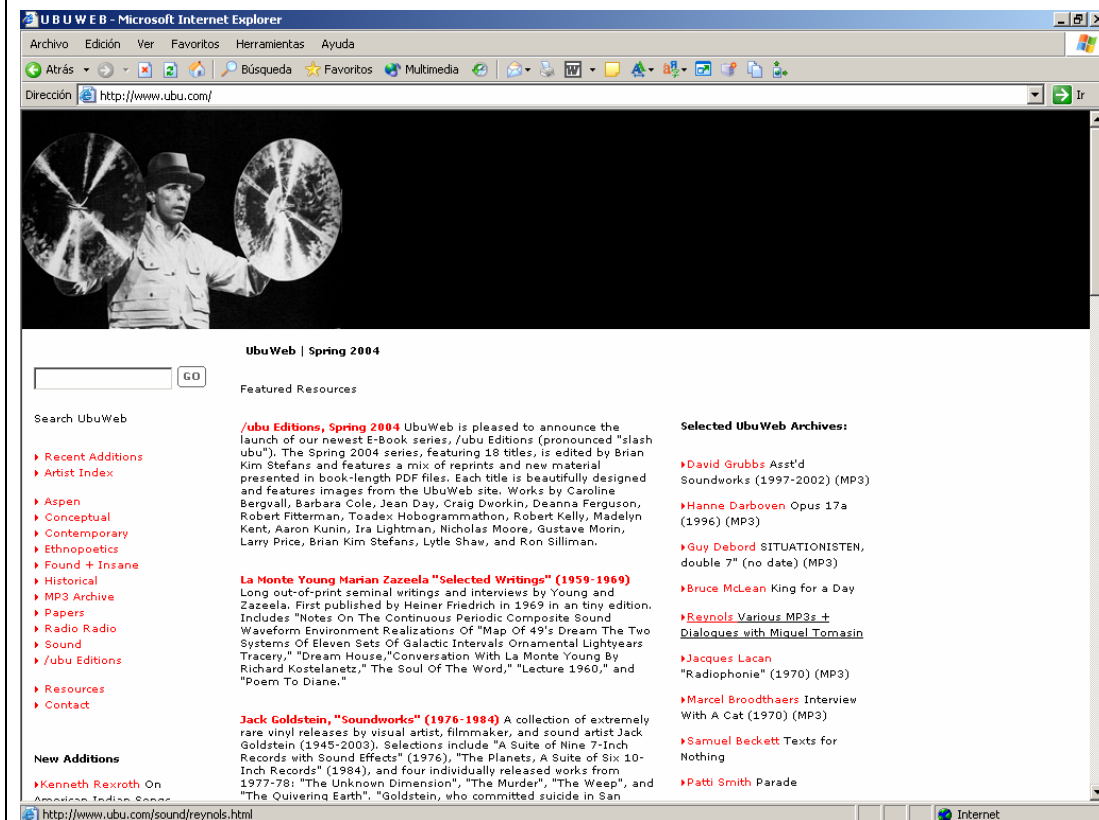 U B U W E B - Microsoft Internet Explorer
Archivo Edición Ver Favoritos Herramientas Ayuda
Atrás Búsqueda Favoritos Multimedia
Dirección http://www.ubu.com/ Ir
UbuWeb | Spring 2004
GO
Search UbuWeb
Recent Additions
Artist Index
Aspen
Conceptual
Contemporary
Ethnopoetics
Found + Insane
Historical
MP3 Archive
Papers
Radio Radio
Sound
/ubu Editions
Resources
Contact
New Additions
Kenneth Rexroth On
American Indian Songs
Featured Resources
/ubu Editions, Spring 2004 UbuWeb is pleased to announce the
launch of our newest E-Book series, /ubu Editions (pronounced "slash
ubu"). The Spring 2004 series, featuring 18 titles, is edited by Brian
Kim Stefans and features a mix of reprints and new material
presented in book-length PDF files. Each title is beautifully designed
and features images from the UbuWeb site. Works by Caroline
Bergvall, Barbara Cole, Jean Day, Craig Dworkin, Deanna Ferguson,
Robert Fitterman, Toadex Hobogrammathon, Robert Kelly, Madelyn
Kent, Aaron Kunin, Ira Lightman, Nicholas Moore, Gustave Morin,
Larry Price, Brian Kim Stefans, Lytle Shaw, and Ron Silliman.
La Monte Young Marian Zazeela "Selected Writings" (1959-1969)
Long out-of-print seminal writings and interviews by Young and
Zazeela. First published by Heiner Friedrich in 1969 in an tiny edition.
Includes "Notes On The Continuous Periodic Composite Sound
Waveform Environment Realizations Of "Map Of 49's Dream The Two
Systems Of Eleven Sets Of Galactic Intervals Ornamental Lightyears
Tracery," "Dream House,"Conversation With La Monte Young By
Richard Kostelanetz," The Soul Of The Word," "Lecture 1960," and
"Poem To Diane."
Jack Goldstein, "Soundworks" (1976-1984) A collection of extremely
rare vinyl releases by visual artist, filmmaker, and sound artist Jack
Goldstein (1945-2003). Selections include "A Suite of Nine 7-Inch
Records with Sound Effects" (1976), "The Planets, A Suite of Six 10-
Inch Records" (1984), and four individually released works from
1977-78: "The Unknown Dimension", "The Murder", "The Weep", and
"The Quivering Earth". "Goldstein, who committed suicide in San
Selected UbuWeb Archives:
David Grubbs Asst'd
Soundworks (1997-2002) (MP3)
Hanne Darboven Opus 17a
(1996) (MP3)
Guy Debord SITUATIONISTEN,
double 7" (no date) (MP3)
Bruce McLean King for a Day
Reynols Various MP3s +
Dialogues with Miguel Tomasin
Jacques Lacan
"Radiophonie" (1970) (MP3)
Marcel Broodthaers Interview
With A Cat (1970) (MP3)
Samuel Beckett Texts for
Nothing
Patti Smith Parade
http://www.ubu.com/sound/reynols.html Internet